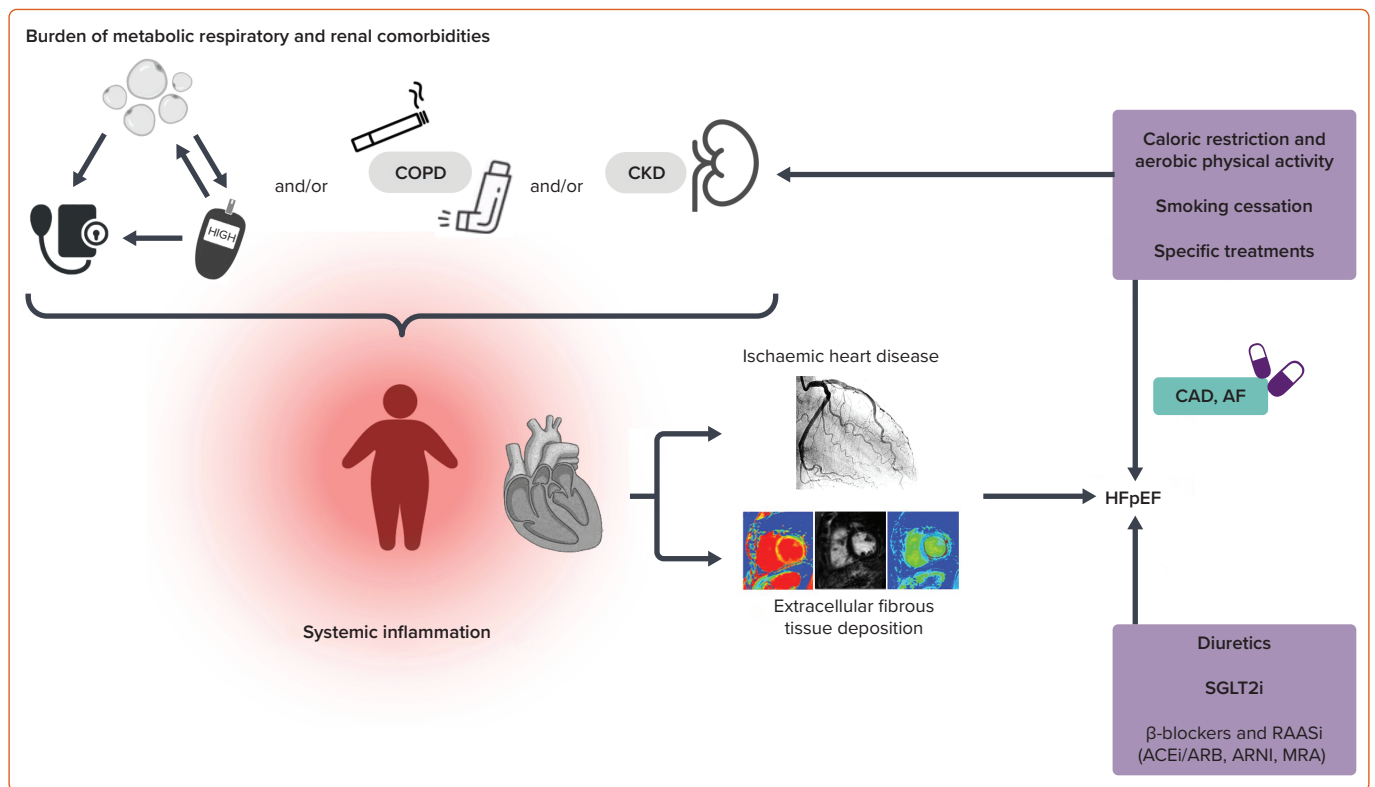 Burden of metabolic respiratory and renal comorbidities
HIGH
and/or
COPD
and/or
CKD
Caloric restriction and
aerobic physical activity
Smoking cessation
Specific treatments
Ischaemic heart disease
CAD, AF
HFpEF
Extracellular fibrous
tissue deposition
Systemic inflammation
Diuretics
SGLT2i
β-blockers and RAASi
(ACEi/ARB, ARNI, MRA)